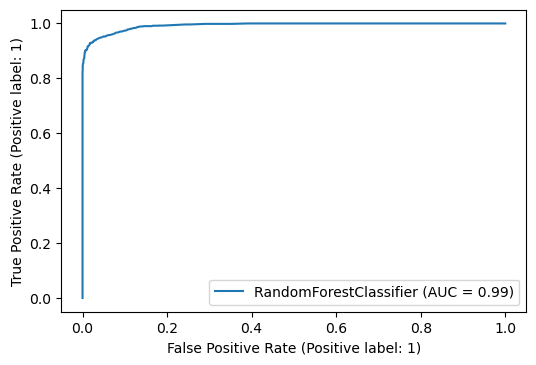 1.0
0.8
0.6
0.4
0.2
0.0
True Positive Rate (Positive label: 1)
RandomForestClassifier (AUC = 0.99)
0.0 0.2 0.4 0.6 0.8 1.0
False Positive Rate (Positive label: 1)